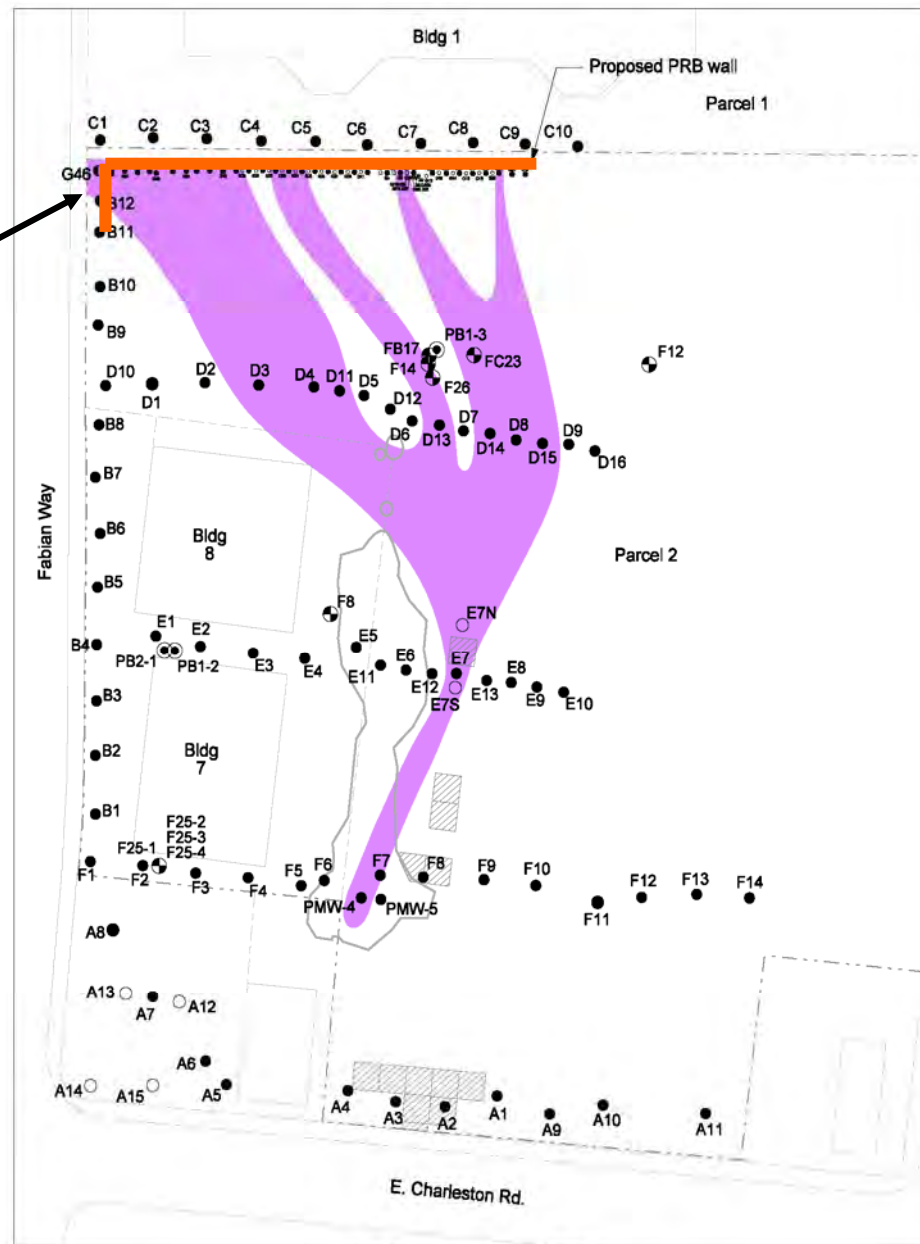 Bldg 1
Proposed PRB wall
Parcel 1
C1
C2
C3
C4
C5
C6
C7
C8
C9
C10
G46
B12
B11
B10
B9
PB1-3
FB17
F14
FC23
F26
F12
D10
D1
D2
D3
D4
D11
D5
D12
D6
D13
D7
D14
D8
D15
D9
D16
B8
B7
B6
B5
B4
B3
B2
B1
Fabian Way
Bldg
8
Parcel 2
F8
E7N
E1
PB2-1
PB1-2
E2
E3
E4
E5
E11
E6
E12
E7
E7S
E13
E8
E9
E10
Bldg
7
F25-2
F25-3
F25-4
F25-1
F1
F2
F3
F4
F5
F6
F7
F8
F9
F10
F11
F12
F13
F14
PMW-4
PMW-5
A8
A13
A7
A12
A6
A14
A15
A5
A4
A3
A2
A1
A9
A10
A11
E. Charleston Rd.